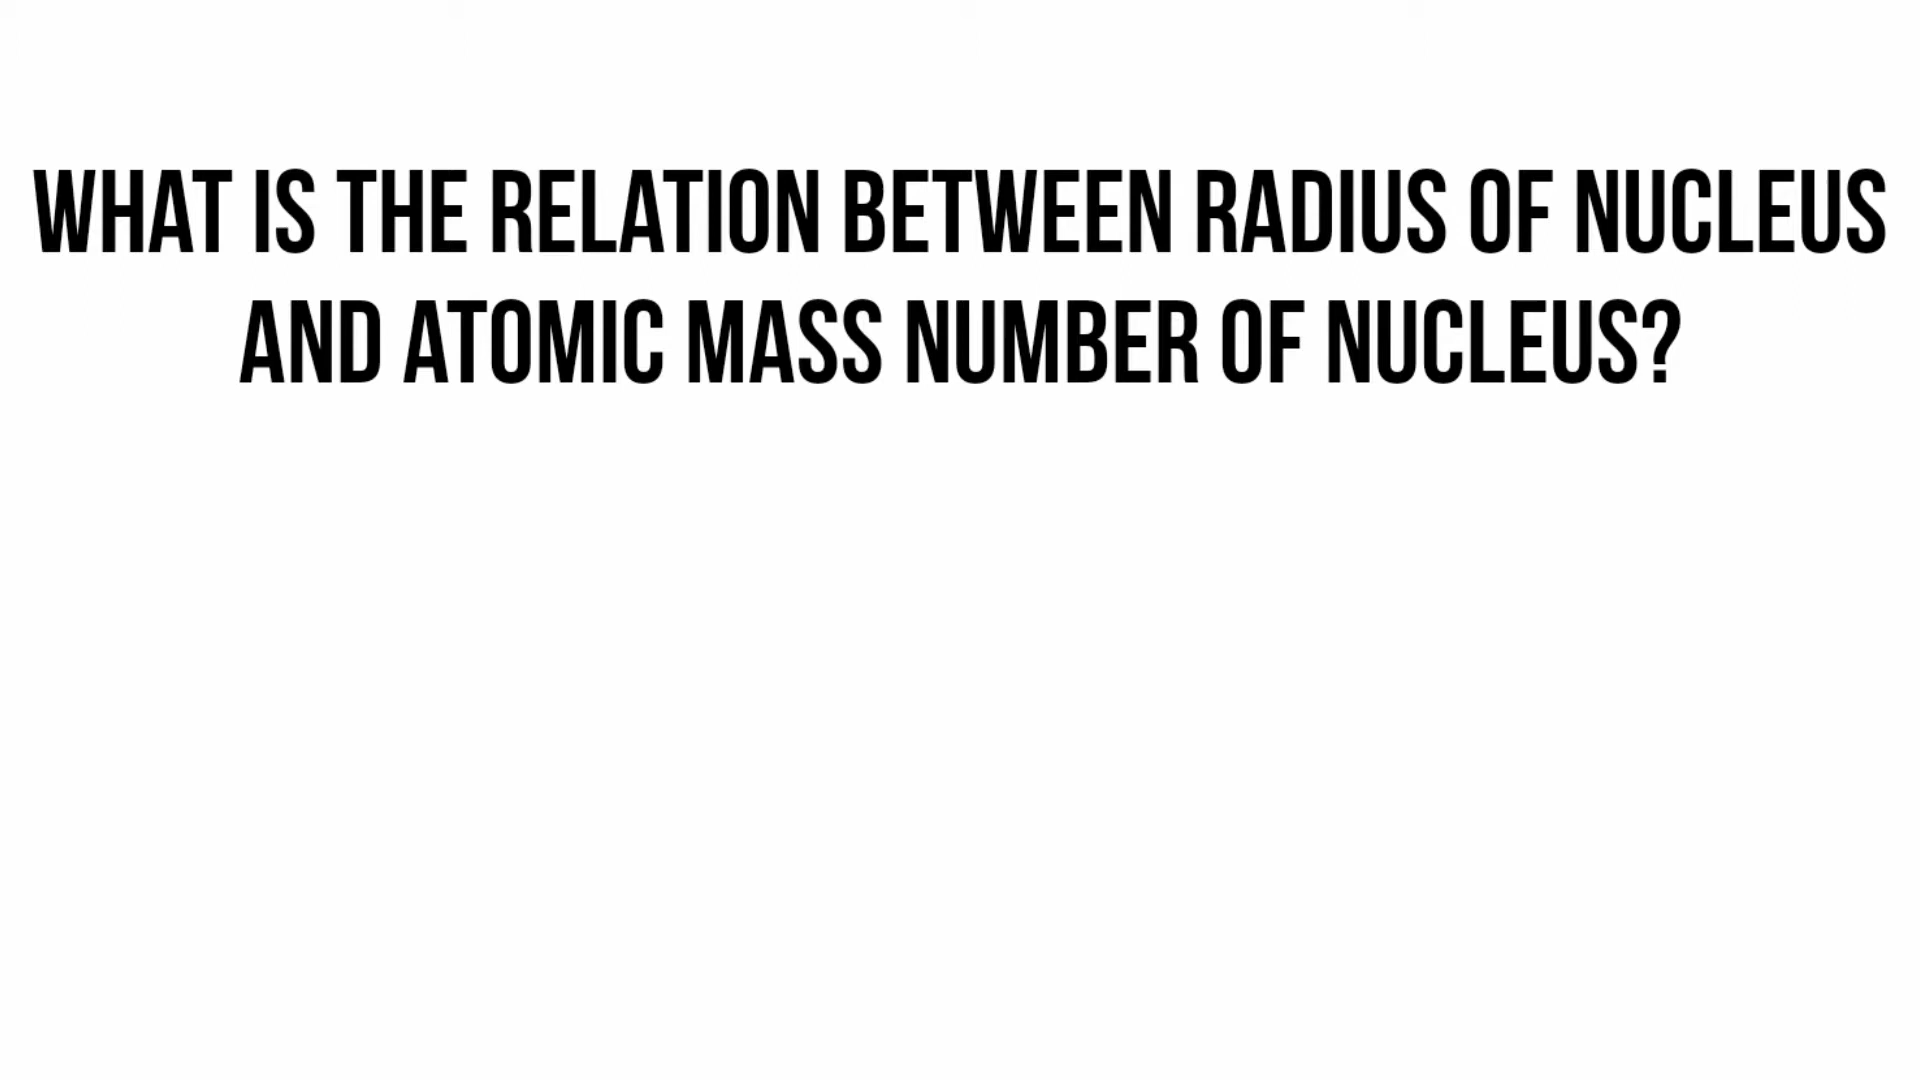 WHAT IS THE RELATION BETWEEN RADIUS OF NUCLEUS
AND ATOMIC MASS NUMBER OF NUCLEUS?